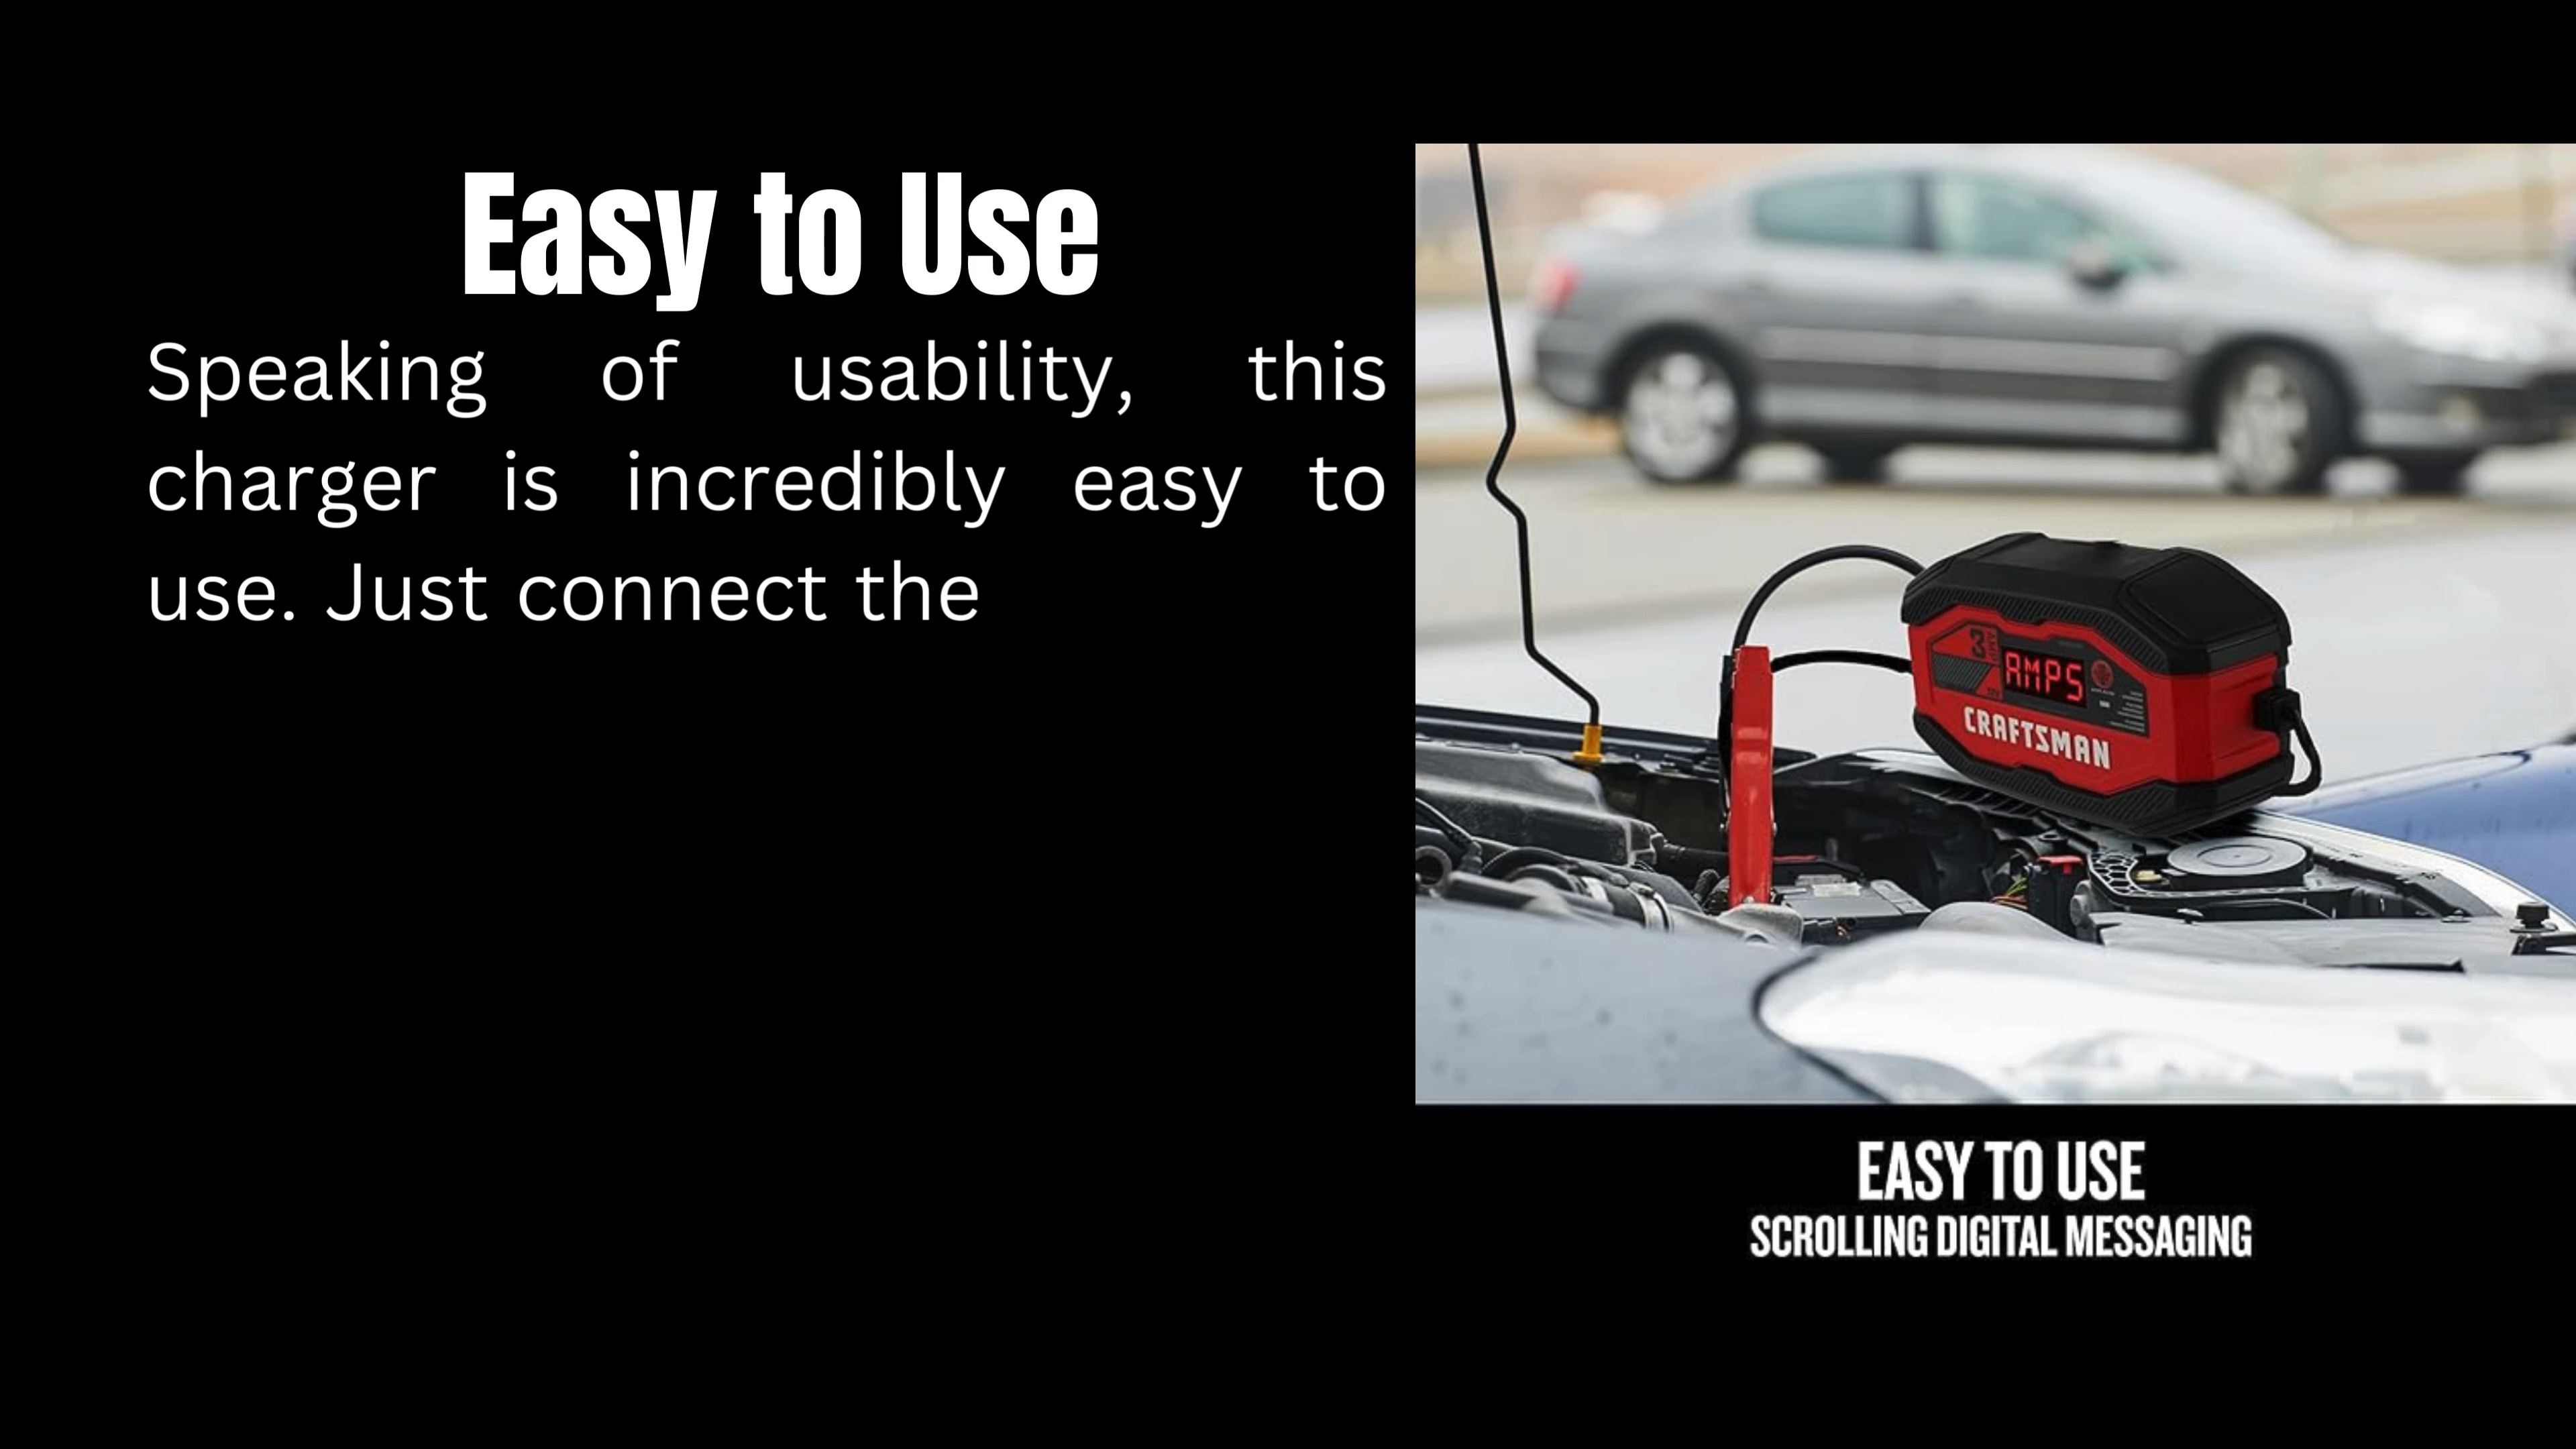 Easy to Use
Speaking of usability, this
charger is incredibly easy to
use. Just connect the
3
AMPS
CRAFTSMAN
EASY TO USE
SCROLLING DIGITAL MESSAGING